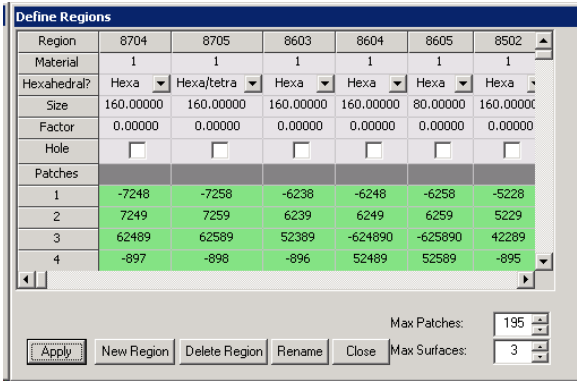 Define Regions
Region 8704 8705 8603 8604 8605 8502
Material 1 1 1 1 1 1
Hexahedral? Hexa Hexa/tetra Hexa Hexa Hexa Hexa
Size 160.00000 160.00000 160.00000 160.00000 80.00000 160.00000
Factor 0.00000 0.00000 0.00000 0.00000 0.00000 0.00000
Hole
Patches
1 -7248 -7258 -6238 -6248 -6258 -5228
2 7249 7259 6239 6249 6259 5229
3 62489 62589 52389 -624890 -625890 42289
4 -897 -898 -896 52489 52589 -895
Max Patches: 195
Apply New Region Delete Region Rename Close Max Surfaces: 3